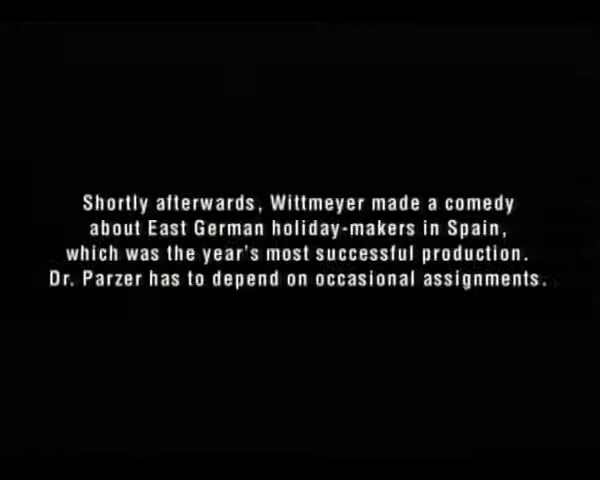 Shortly afterwards, Wittmeyer made a comedy
about East German holiday-makers in Spain,
which was the year's most successful production.
Dr. Parzer has to depend on occasional assignments.